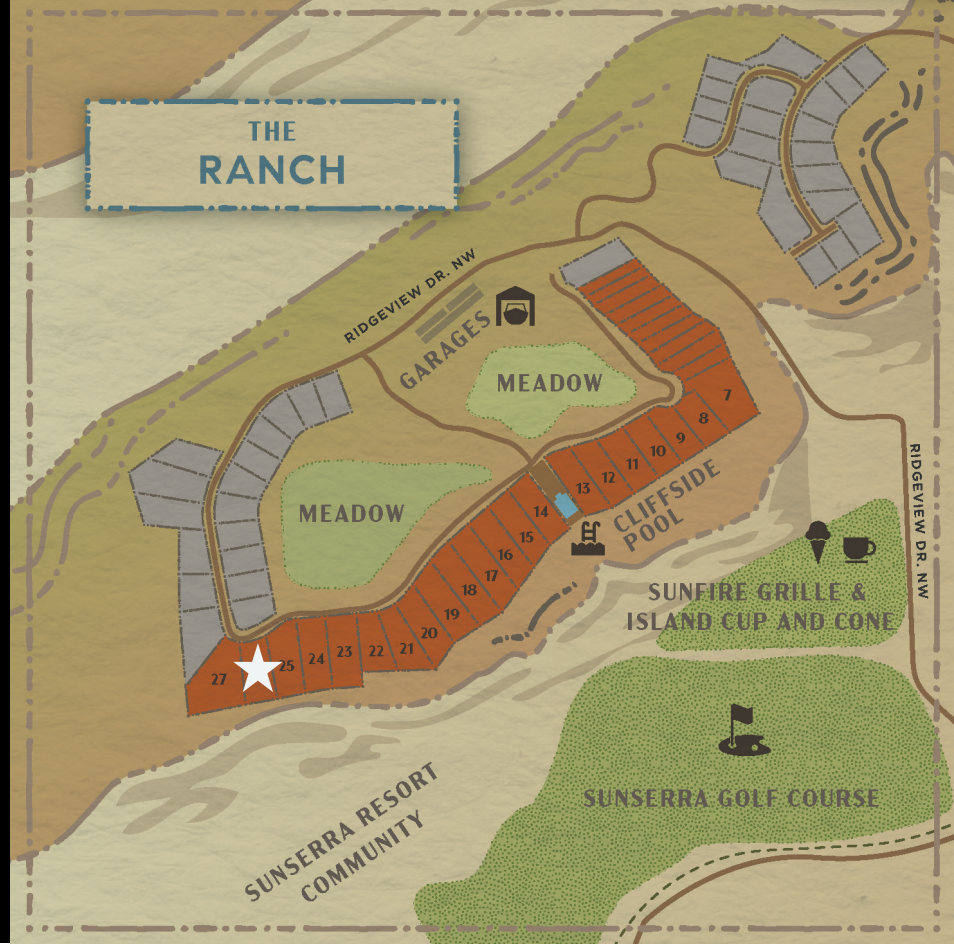 THE
RANCH
RIDGEVIEW DR. NW
GARAGES
MEADOW
7
8
9
10
11
12
13
CLIFFSIDE
POOL
MEADOW
14
15
16
17
18
19
20
21
22
23
24
25
27
RIDGEVIEW DR. NW
SUNFIRE GRILLE &
ISLAND CUP AND CONE
SUNSERRA GOLF COURSE
SUNSERRA RESORT
COMMUNITY